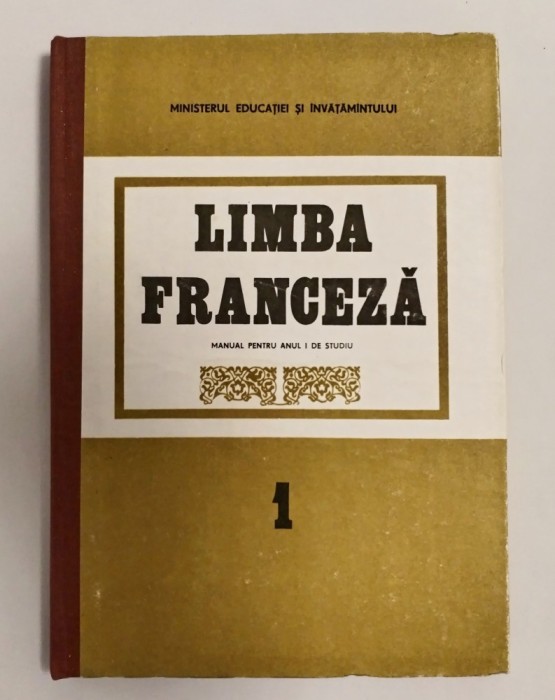 MINISTERUL EDUCAȚIEI ȘI ÎNVĂȚĂMÎNTULUI
LIMBA
FRANCEZĂ
MANUAL PENTRU ANUL I DE STUDIU
1